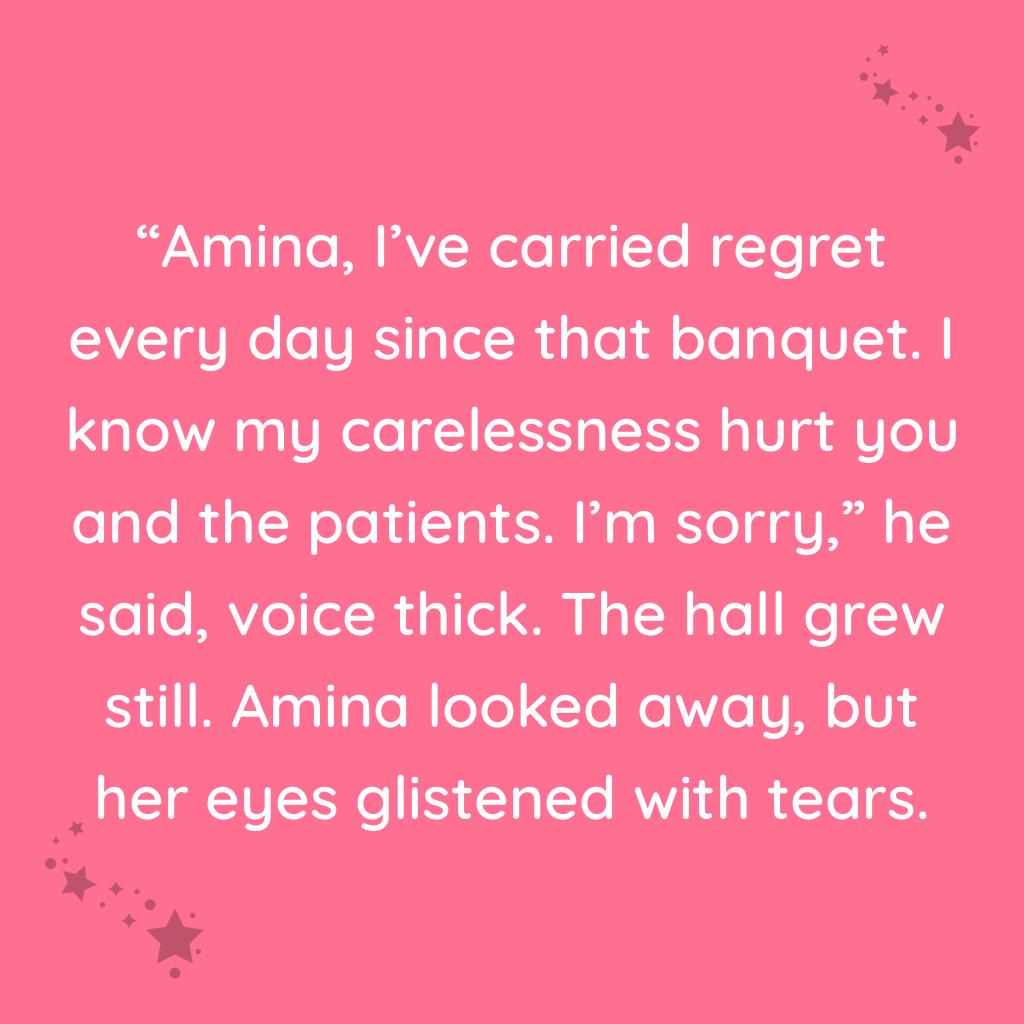 “Amina, I’ve carried regret
every day since that banquet. I
know my carelessness hurt you
and the patients. I’m sorry,” he
said, voice thick. The hall grew
still. Amina looked away, but
her eyes glistened with tears.